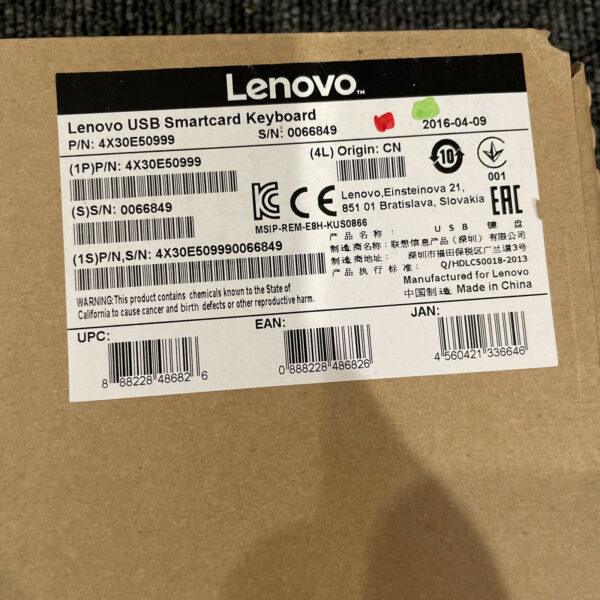 Lenovo™
Lenovo USB Smartcard Keyboard
P/N: 4X30E50999 S/N: 0066849 2016-04-09
(1P)P/N: 4X30E50999
(4L) Origin: CN
10
001
(S)S/N: 0066849
Lenovo,Einsteinova 21,
851 01 Bratislava, Slovakia
CE
EAC
MSIP-REM-E8H-KUS0866
产品名称: USB 键盘
制造商名称: 联想信息产品(深圳)有限公司
制造商地址: 深圳市福田保税区广兰道3号
产品执行标准: Q/HDLCS0018-2013
(1S)P/N,S/N: 4X30E509990066849
Manufactured for Lenovo
中国制造 Made in China
WARNING:This product contains chemicals known to the State of
California to cause cancer and birth defects or other reproductive harm.
UPC: EAN: JAN:
8 88228 48682 6
0 888228 486826
4 560421 336646